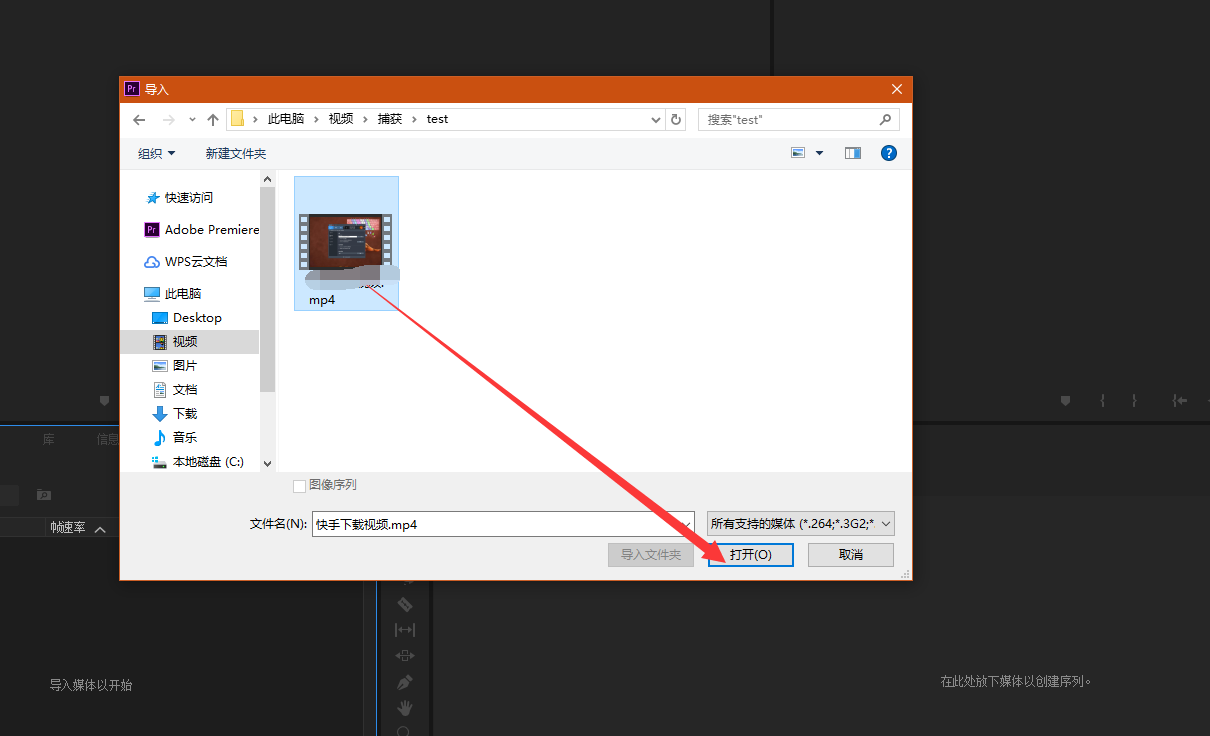 Pr 导入
此电脑 视频 捕获 test
搜索"test"
组织 新建文件夹
快速访问
Pr Adobe Premiere
WPS云文档
此电脑
Desktop
视频
图片
文档
下载
音乐
本地磁盘 (C:)
mp4
图像序列
文件名(N): 快手下载视频.mp4
所有支持的媒体 (*.264;*.3G2;*
导入文件夹 打开(O) 取消
库 信息
帧速率
导入媒体以开始
在此处放下媒体以创建序列。